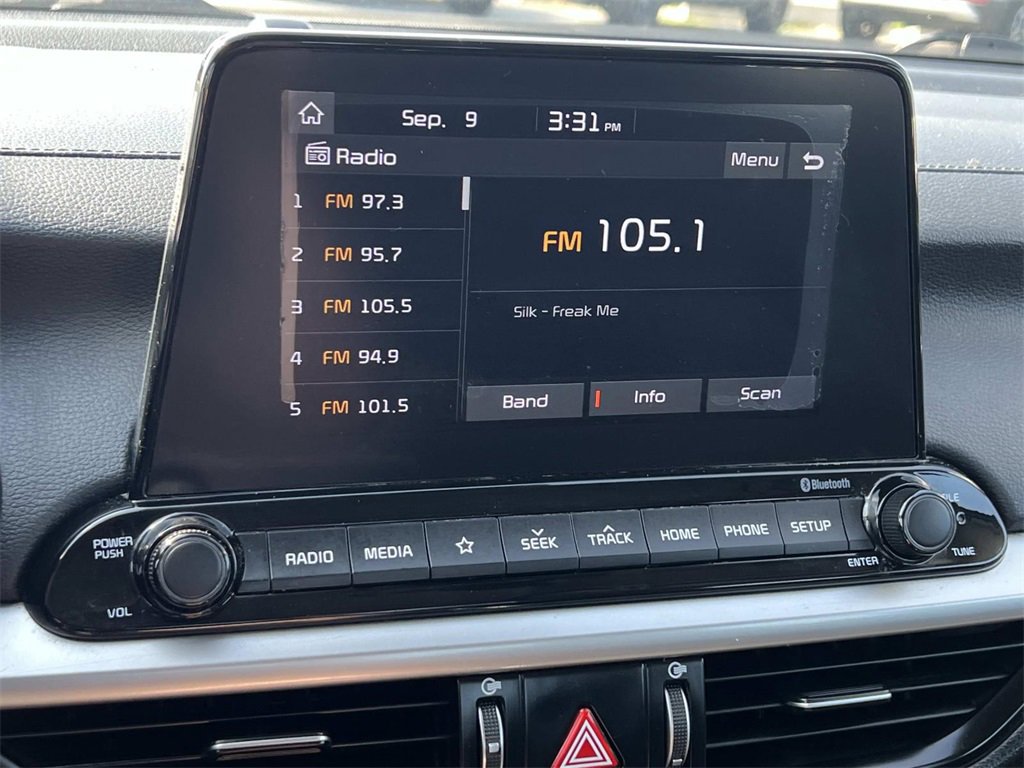 Sep. 9 3:31 PM
Radio Menu
1 FM 97.3
2 FM 95.7
3 FM 105.5
4 FM 94.9
5 FM 101.5
FM 105.1
Silk - Freak Me
Band Info Scan
Bluetooth
POWER
PUSH
VOL
RADIO MEDIA SEEK TRACK HOME PHONE SETUP
ENTER
TUNE